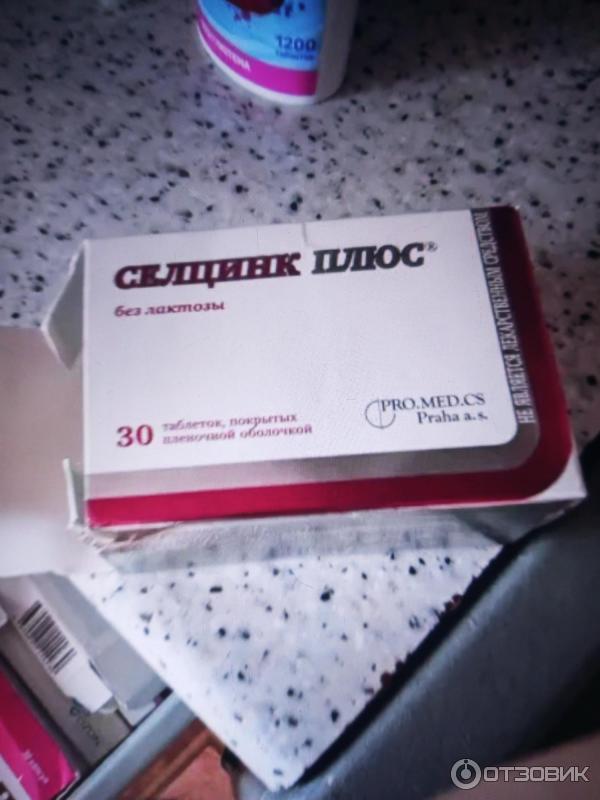 1200
СЕЛЦИНК ПЛЮС®
без лактозы
30 таблеток, покрытых
пленочной оболочкой
PRO.MED.CS
Praha a.s.
НЕ ЯВЛЯЕТСЯ ЛЕКАРСТВЕННЫМ СРЕДСТВОМ
ОТЗОВИК